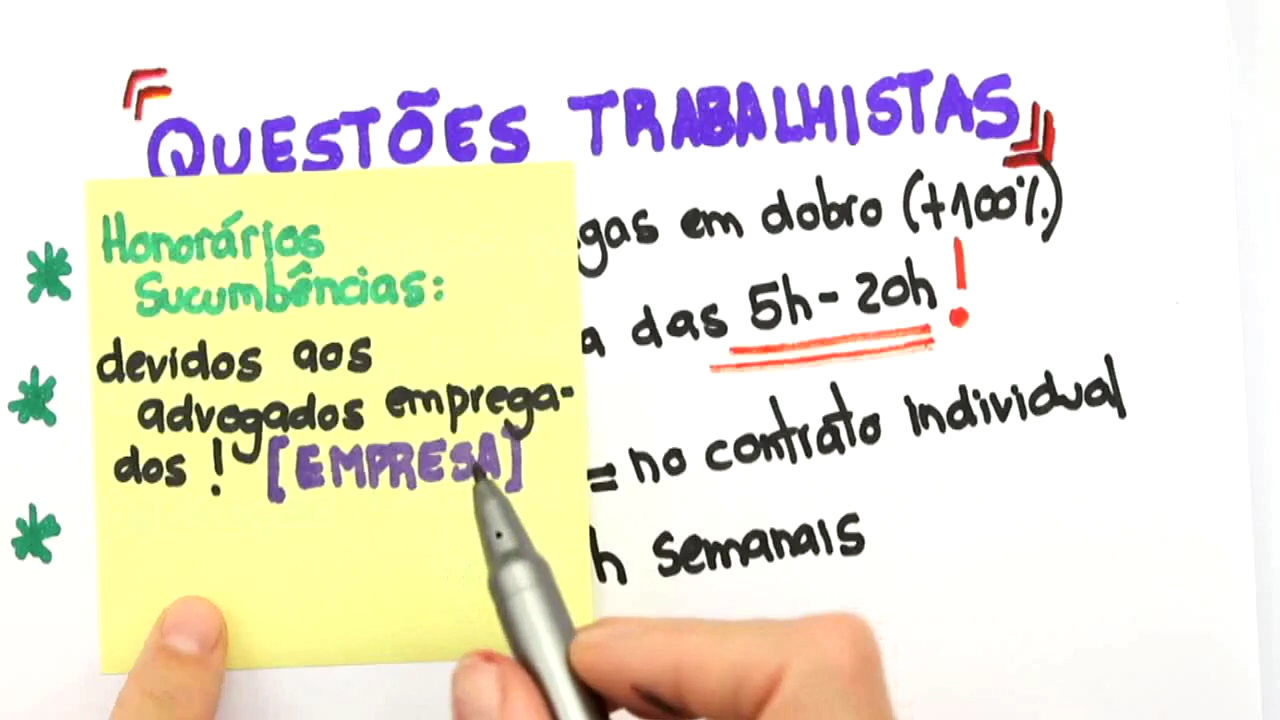 QUESTÕES TRABALHISTAS
Honorários
Sucumbências:
devidos aos
advogados emprega-
dos! [EMPRESA]
gas em dobro (+100%)
a das 5h - 20h!
= no contrato individual
h semanais